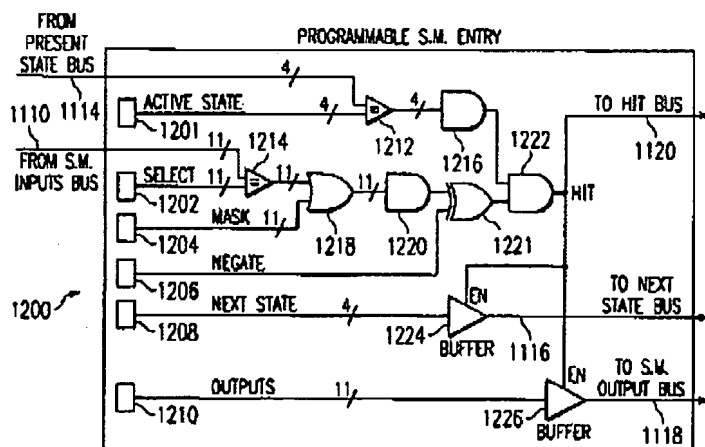 FROM
PRESENT
STATE BUS
PROGRAMMABLE S.M. ENTRY
1114
4
1110
ACTIVE STATE
4
4
1201
1212
1216
1222
TO HIT BUS
1120
11
1214
FROM S.M.
INPUTS BUS
SELECT
11
=
11
11
1202
HIT
MASK
11
1204
1218
1220
1221
NEGATE
1206
1200
NEXT STATE
4
EN
TO NEXT
STATE BUS
1208
1224
BUFFER
1116
OUTPUTS
11
EN
TO S.M.
OUTPUT BUS
1210
1226
BUFFER
1118